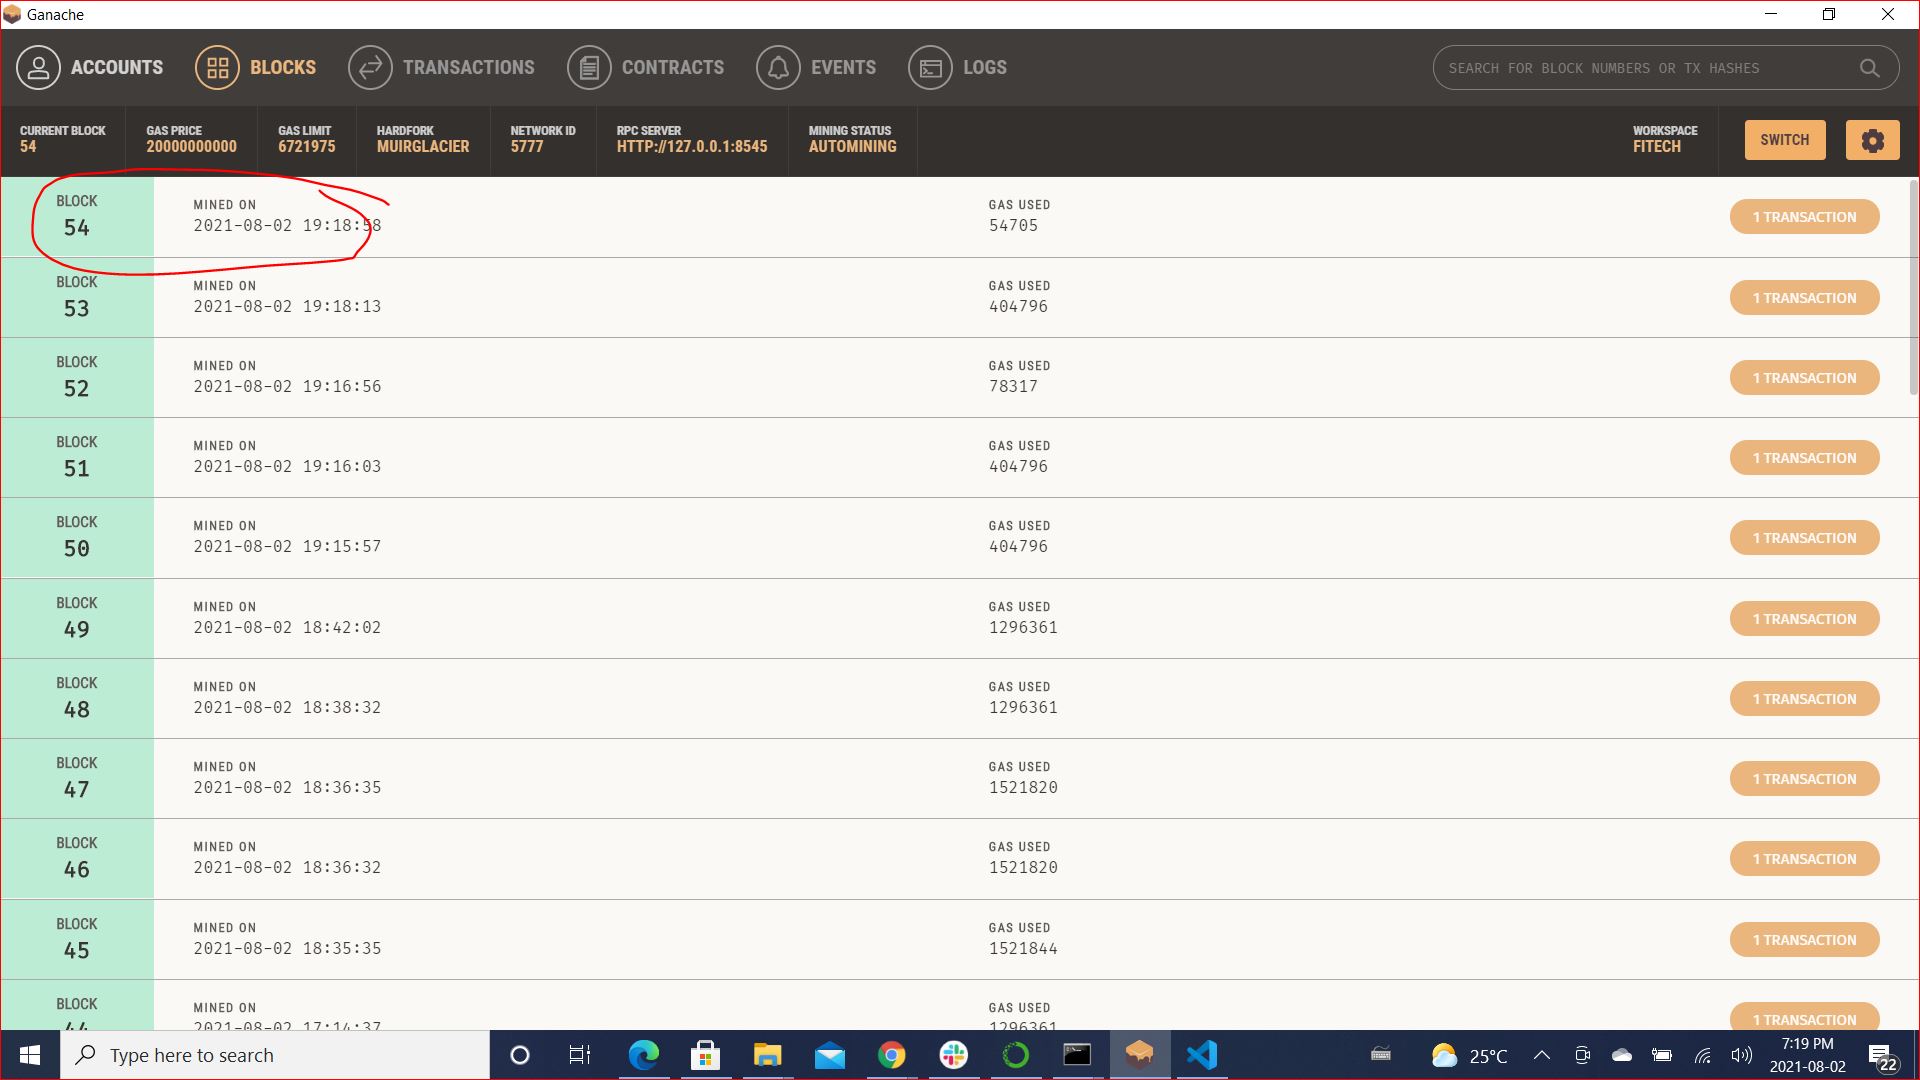 Ganache
ACCOUNTS BLOCKS TRANSACTIONS CONTRACTS EVENTS LOGS SEARCH FOR BLOCK NUMBERS OR TX HASHES
CURRENT BLOCK GAS PRICE GAS LIMIT HARDFORK NETWORK ID RPC SERVER MINING STATUS WORKSPACE SWITCH
54 20000000000 6721975 MUIRGLACIER 5777 HTTP://127.0.0.1:8545 AUTOMINING FITECH
BLOCK MINED ON GAS USED
54 2021-08-02 19:18:58 54705 1 TRANSACTION
BLOCK MINED ON GAS USED
53 2021-08-02 19:18:13 404796 1 TRANSACTION
BLOCK MINED ON GAS USED
52 2021-08-02 19:16:56 78317 1 TRANSACTION
BLOCK MINED ON GAS USED
51 2021-08-02 19:16:03 404796 1 TRANSACTION
BLOCK MINED ON GAS USED
50 2021-08-02 19:15:57 404796 1 TRANSACTION
BLOCK MINED ON GAS USED
49 2021-08-02 18:42:02 1296361 1 TRANSACTION
BLOCK MINED ON GAS USED
48 2021-08-02 18:38:32 1296361 1 TRANSACTION
BLOCK MINED ON GAS USED
47 2021-08-02 18:36:35 1521820 1 TRANSACTION
BLOCK MINED ON GAS USED
46 2021-08-02 18:36:32 1521820 1 TRANSACTION
BLOCK MINED ON GAS USED
45 2021-08-02 18:35:35 1521844 1 TRANSACTION
BLOCK MINED ON GAS USED
44 2021-08-02 17:14:37 1296361 1 TRANSACTION
Type here to search 25°C 7:19 PM
2021-08-02 22